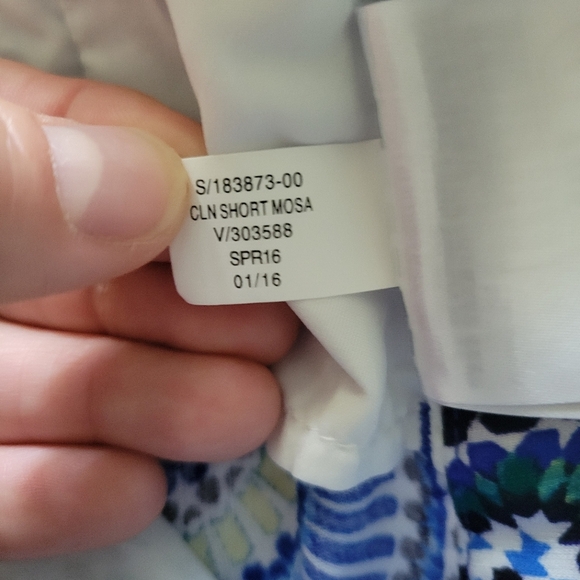 S/183873-00
CLN SHORT MOSA
V/303588
SPR16
01/16